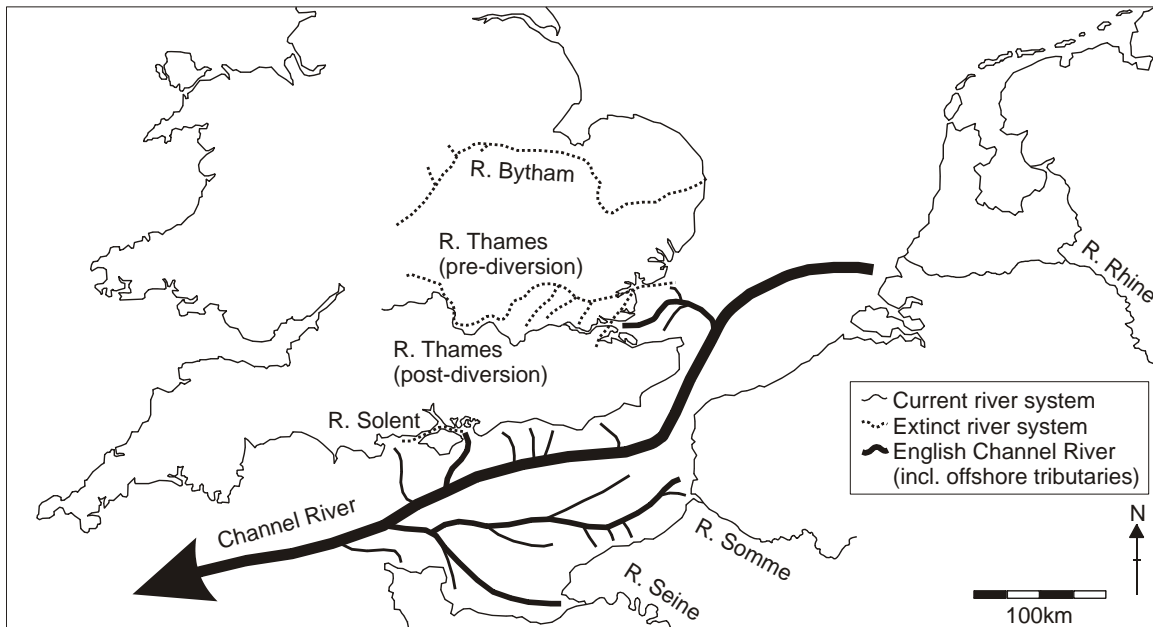 R. Bytham
R. Thames
(pre-diversion)
R. Rhine
R. Thames
(post-diversion)
R. Solent
Current river system
Extinct river system
English Channel River
(incl. offshore tributaries)
Channel River
N
R. Somme
R. Seine
100km